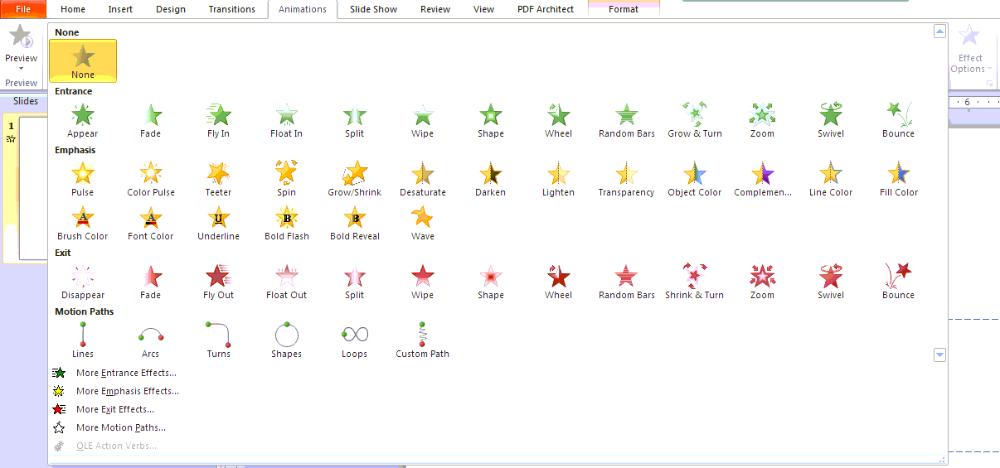 File Home Insert Design Transitions Animations Slide Show Review View PDF Architect Format
Preview
Preview
Effect
Options
Slides
1
6
None
None
Entrance
Appear Fade Fly In Float In Split Wipe Shape Wheel Random Bars Grow & Turn Zoom Swivel Bounce
Emphasis
Pulse Color Pulse Teeter Spin Grow/Shrink Desaturate Darken Lighten Transparency Object Color Complemen... Line Color Fill Color
Brush Color Font Color Underline Bold Flash Bold Reveal Wave
Exit
Disappear Fade Fly Out Float Out Split Wipe Shape Wheel Random Bars Shrink & Turn Zoom Swivel Bounce
Motion Paths
Lines Arcs Turns Shapes Loops Custom Path
More Entrance Effects...
More Emphasis Effects...
More Exit Effects...
More Motion Paths...
OLE Action Verbs...